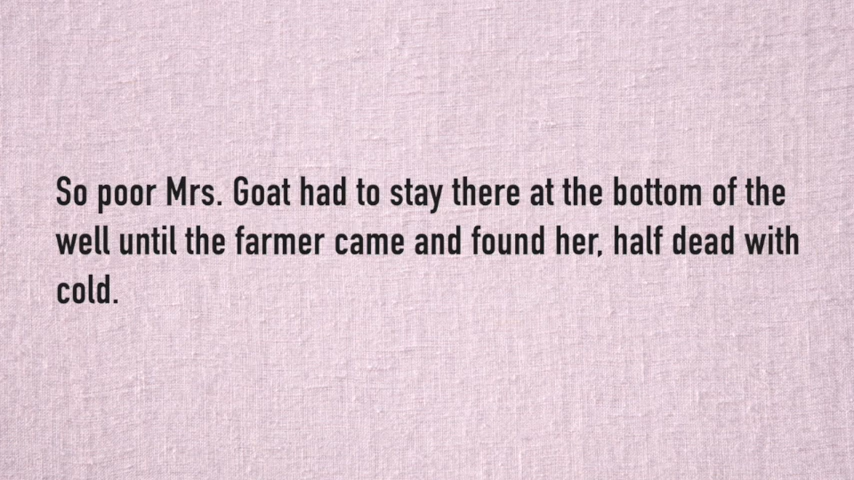 So poor Mrs. Goat had to stay there at the bottom of the
well until the farmer came and found her, half dead with
cold.